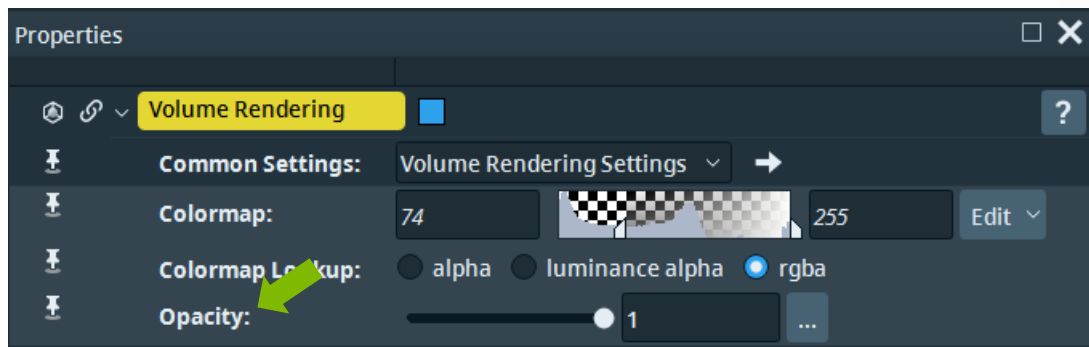 Properties
Volume Rendering ?
Common Settings: Volume Rendering Settings
Colormap: 74 255 Edit
Colormap Lookup: alpha luminance alpha rgba
Opacity: 1 ...